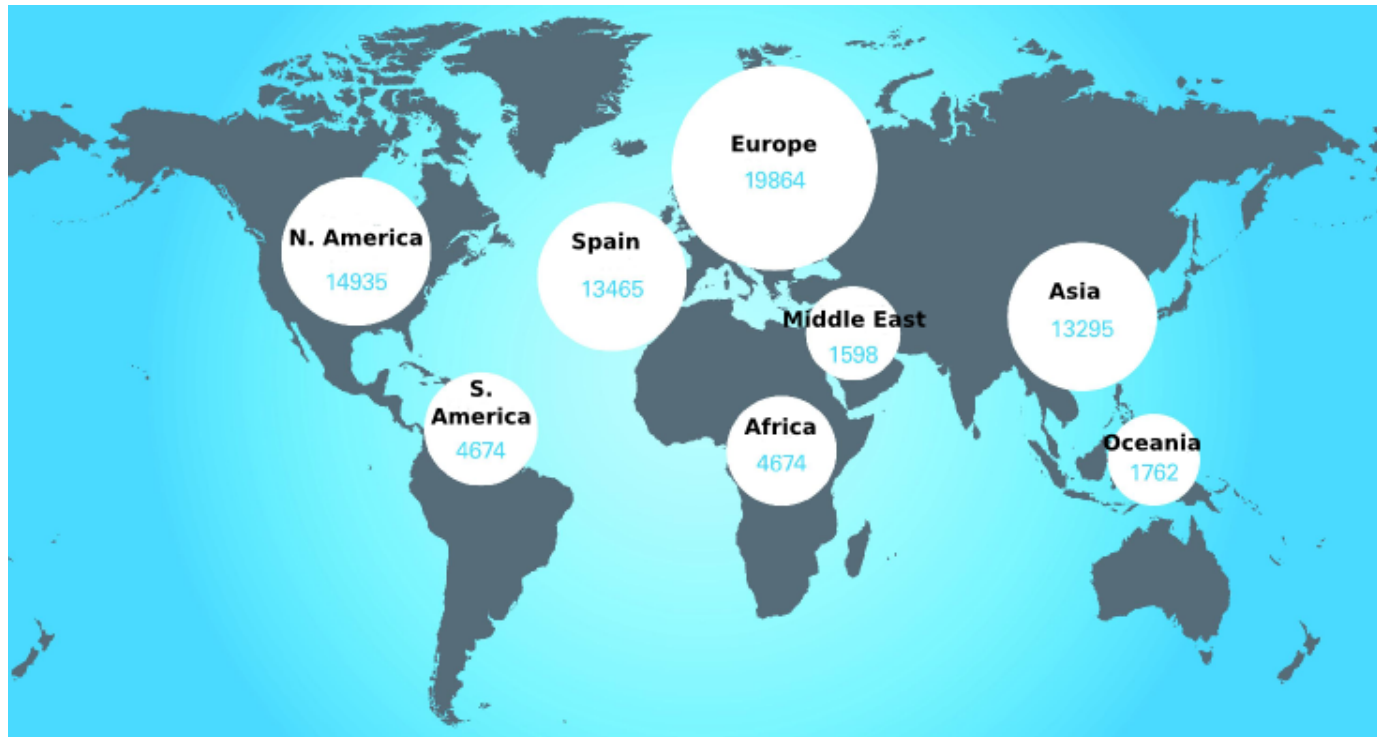 Europe
19864
N. America
14935
Spain
13465
Asia
13295
Middle East
1598
S.
America
4674
Africa
4674
Oceania
1762